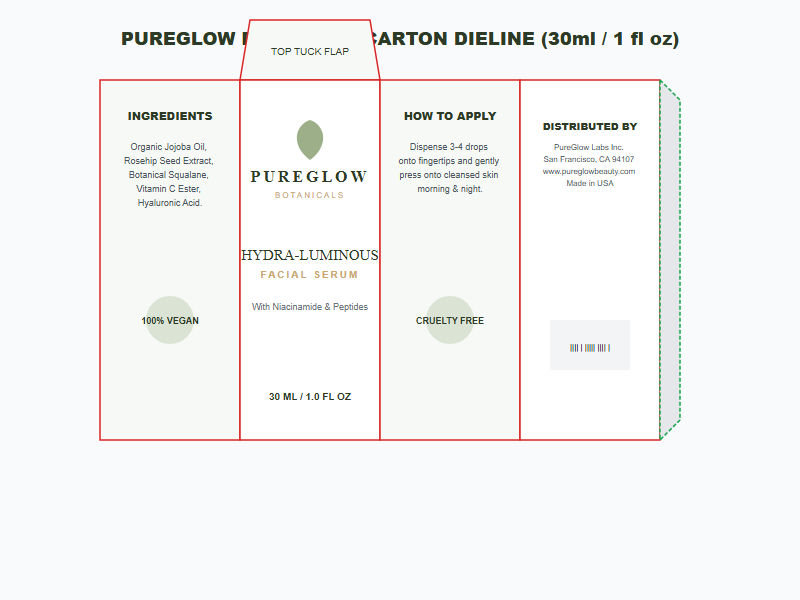 PUREGLOW CARTON DIELINE (30ml / 1 fl oz)
TOP TUCK FLAP
INGREDIENTS
Organic Jojoba Oil,
Rosehip Seed Extract,
Botanical Squalane,
Vitamin C Ester,
Hyaluronic Acid.
100% VEGAN
PUREGLOW
BOTANICALS
HYDRA-LUMINOUS
FACIAL SERUM
With Niacinamide & Peptides
30 ML / 1.0 FL OZ
HOW TO APPLY
Dispense 3-4 drops
onto fingertips and gently
press onto cleansed skin
morning & night.
CRUELTY FREE
DISTRIBUTED BY
PureGlow Labs Inc.
San Francisco, CA 94107
www.pureglowbeauty.com
Made in USA